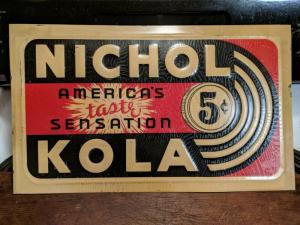 NICHOL
AMERICA'S
taste
SENSATION
5¢
KOLA